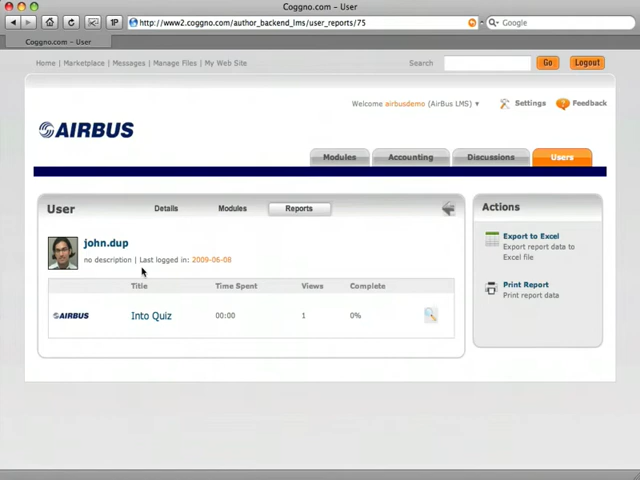 Coggno.com – User
http://www2.coggno.com/author_backend_lms/user_reports/75
Google
Coggno.com – User
Home | Marketplace | Messages | Manage Files | My Web Site
Search
Go
Logout
Welcome airbusdemo (AirBus LMS) ▼
Settings
Feedback
AIRBUS
Modules
Accounting
Discussions
Users
User
Details
Modules
Reports
Actions
john.dup
no description | Last logged in: 2009-06-08
Export to Excel
Export report data to
Excel file
Print Report
Print report data
Title Time Spent Views Complete
AIRBUS Into Quiz 00:00 1 0%